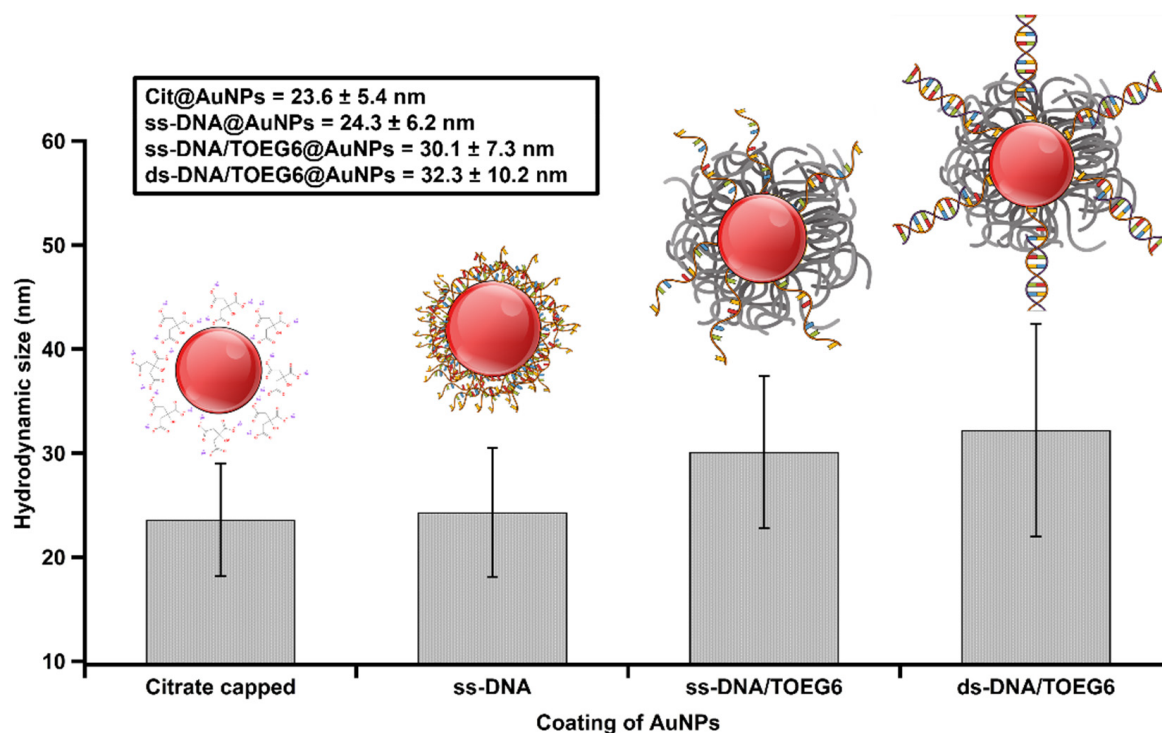 Cit@AuNPs = 23.6 ± 5.4 nm
ss-DNA@AuNPs = 24.3 ± 6.2 nm
ss-DNA/TOEG6@AuNPs = 30.1 ± 7.3 nm
ds-DNA/TOEG6@AuNPs = 32.3 ± 10.2 nm
60
50
40
30
20
10
Hydrodynamic size (nm)
Citrate capped
ss-DNA
ss-DNA/TOEG6
ds-DNA/TOEG6
Coating of AuNPs